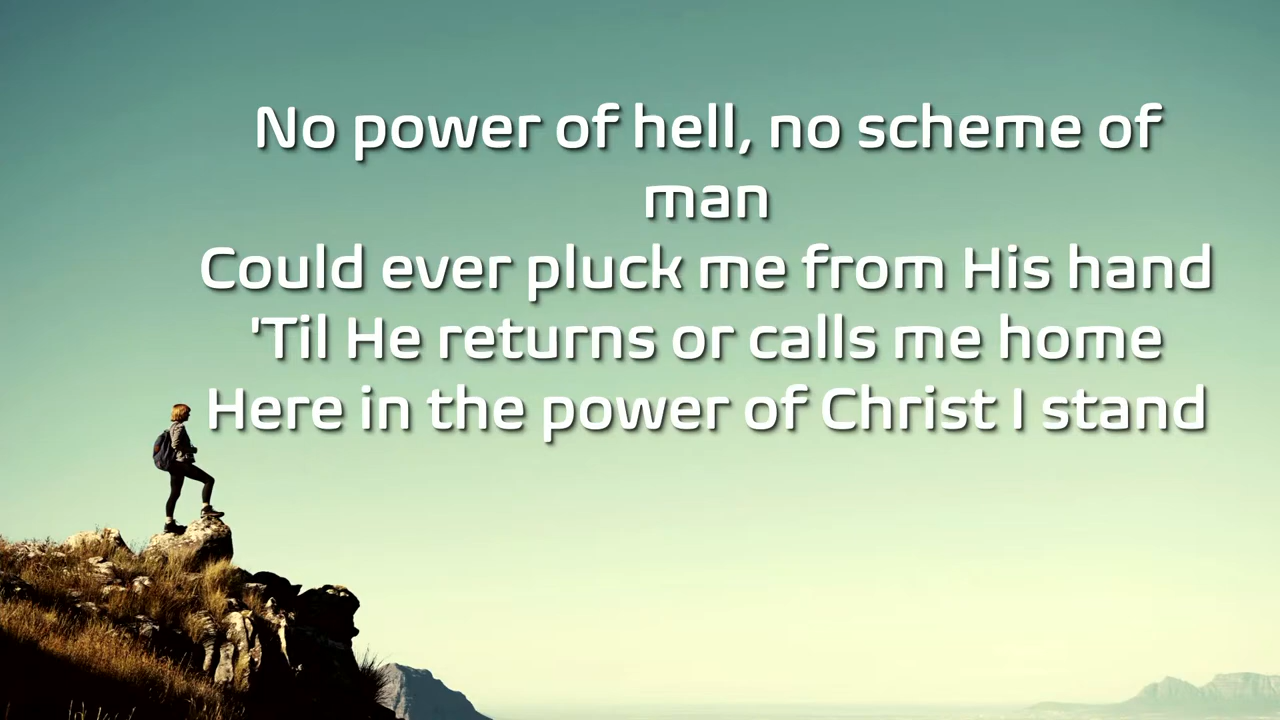 No power of hell, no scheme of
man
Could ever pluck me from His hand
'Til He returns or calls me home
Here in the power of Christ I stand